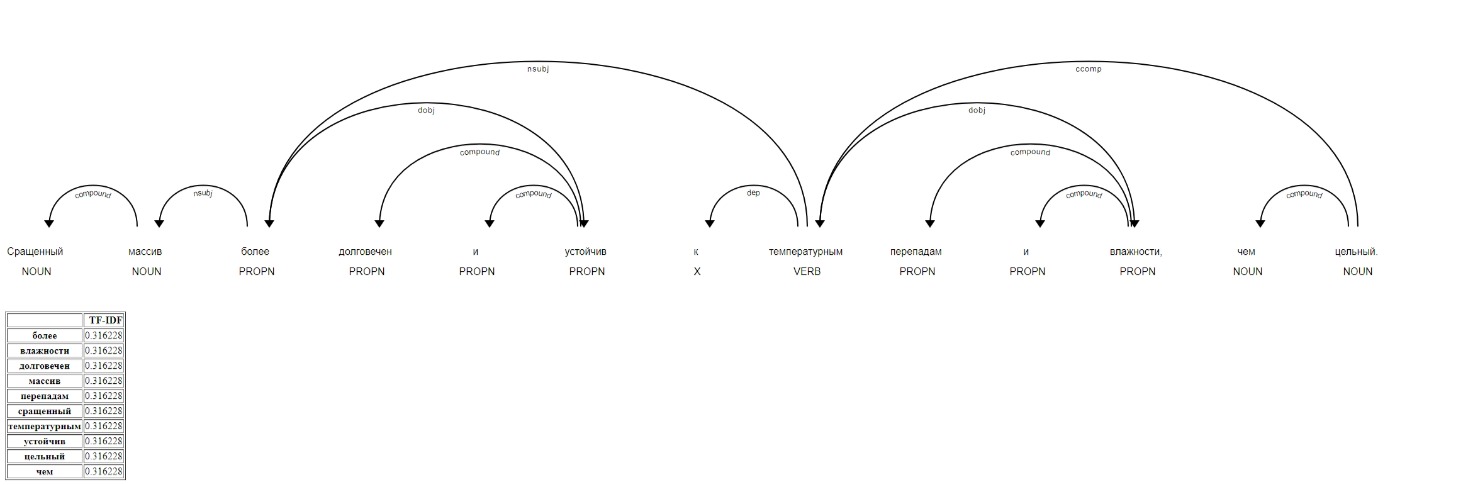 nsubj ccomp
dobj dobj
compound compound
compound nsubj compound dep compound compound
Сращенный массив более долговечен и устойчив к температурным перепадам и влажности, чем цельный.
NOUN NOUN PROPN PROPN PROPN PROPN X VERB PROPN PROPN PROPN NOUN NOUN
TF-IDF
более 0.316228
влажности 0.316228
долговечен 0.316228
массив 0.316228
перепадам 0.316228
сращенный 0.316228
температурным 0.316228
устойчив 0.316228
цельный 0.316228
чем 0.316228